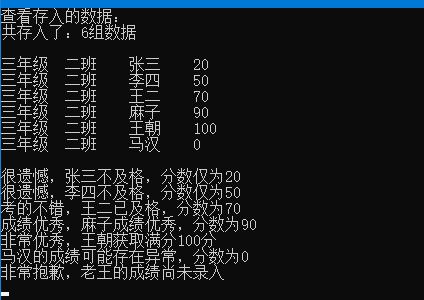 查看存入的数据：
共存入了：6组数据
三年级 二班 张三 20
三年级 二班 李四 50
三年级 二班 王二 70
三年级 二班 麻子 90
三年级 二班 王朝 100
三年级 二班 马汉 0
很遗憾，张三不及格，分数仅为20
很遗憾，李四不及格，分数仅为50
考的不错，王二已及格，分数为70
成绩优秀，麻子成绩优秀，分数为90
非常优秀，王朝获取满分100分
马汉的成绩可能存在异常，分数为0
非常抱歉，老王的成绩尚未录入